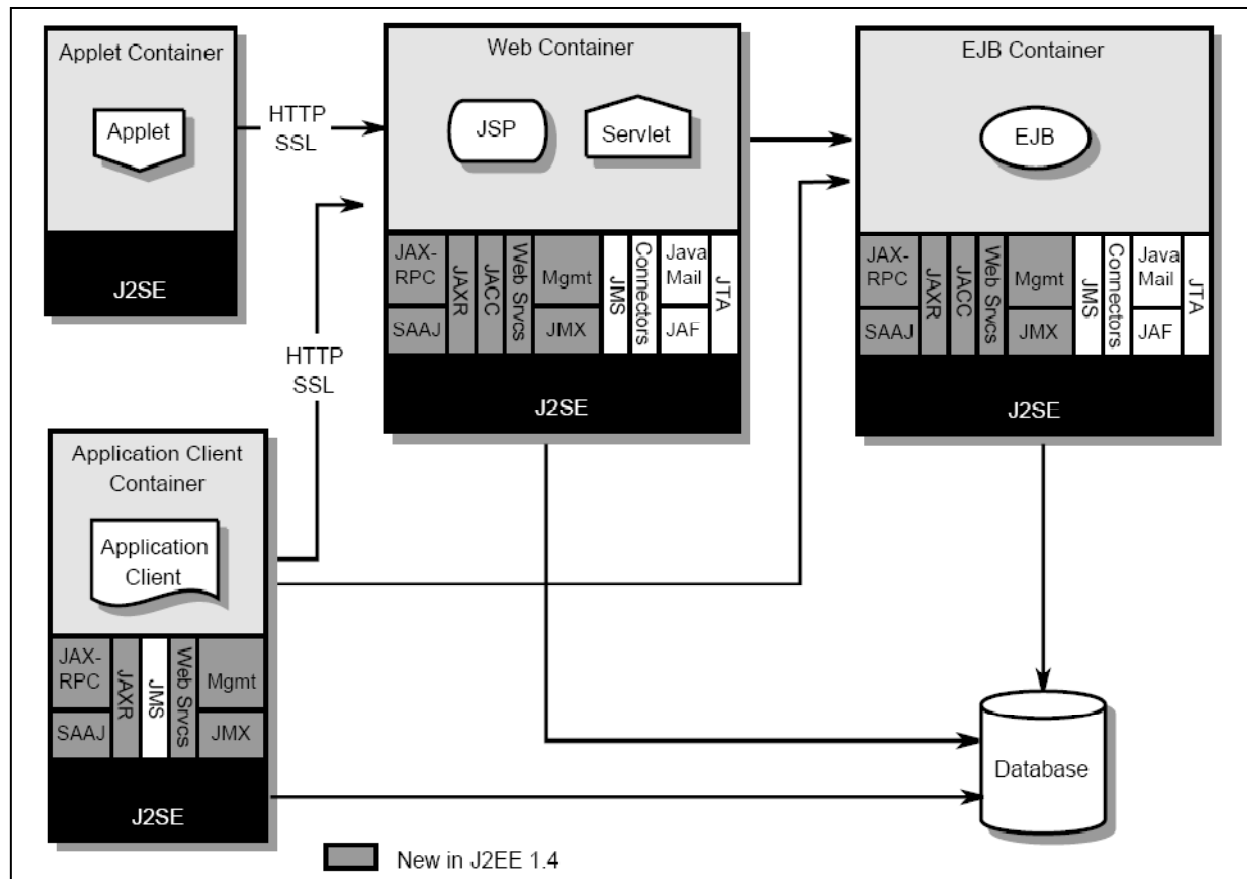 Applet Container
Applet
J2SE
HTTP
SSL
Web Container
JSP
Servlet
JAX-
RPC
SAAJ
JAXR
JACC
Web Srvcs
Mgmt
JMX
JMS
Connectors
Java
Mail
JAF
JTA
J2SE
EJB Container
EJB
JAX-
RPC
SAAJ
JAXR
JACC
Web Srvcs
Mgmt
JMX
JMS
Connectors
Java
Mail
JAF
JTA
J2SE
HTTP
SSL
Application Client
Container
Application
Client
JAX-
RPC
SAAJ
JAXR
JMS
Web Srvcs
Mgmt
JMX
J2SE
Database
New in J2EE 1.4